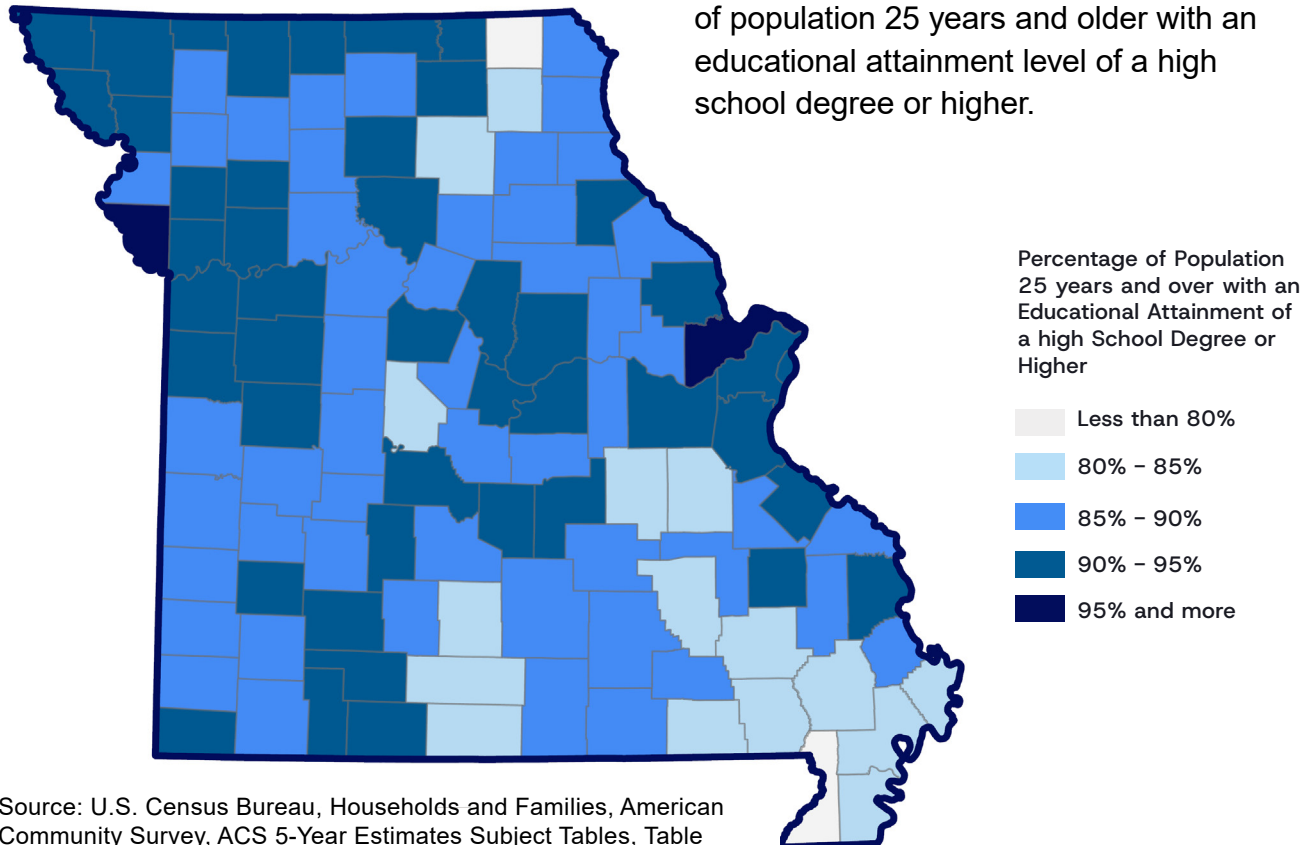 of population 25 years and older with an
educational attainment level of a high
school degree or higher.
Percentage of Population
25 years and over with an
Educational Attainment of
a high School Degree or
Higher
Less than 80%
80% – 85%
85% – 90%
90% – 95%
95% and more
Source: U.S. Census Bureau, Households and Families, American
Community Survey, ACS 5-Year Estimates Subject Tables, Table